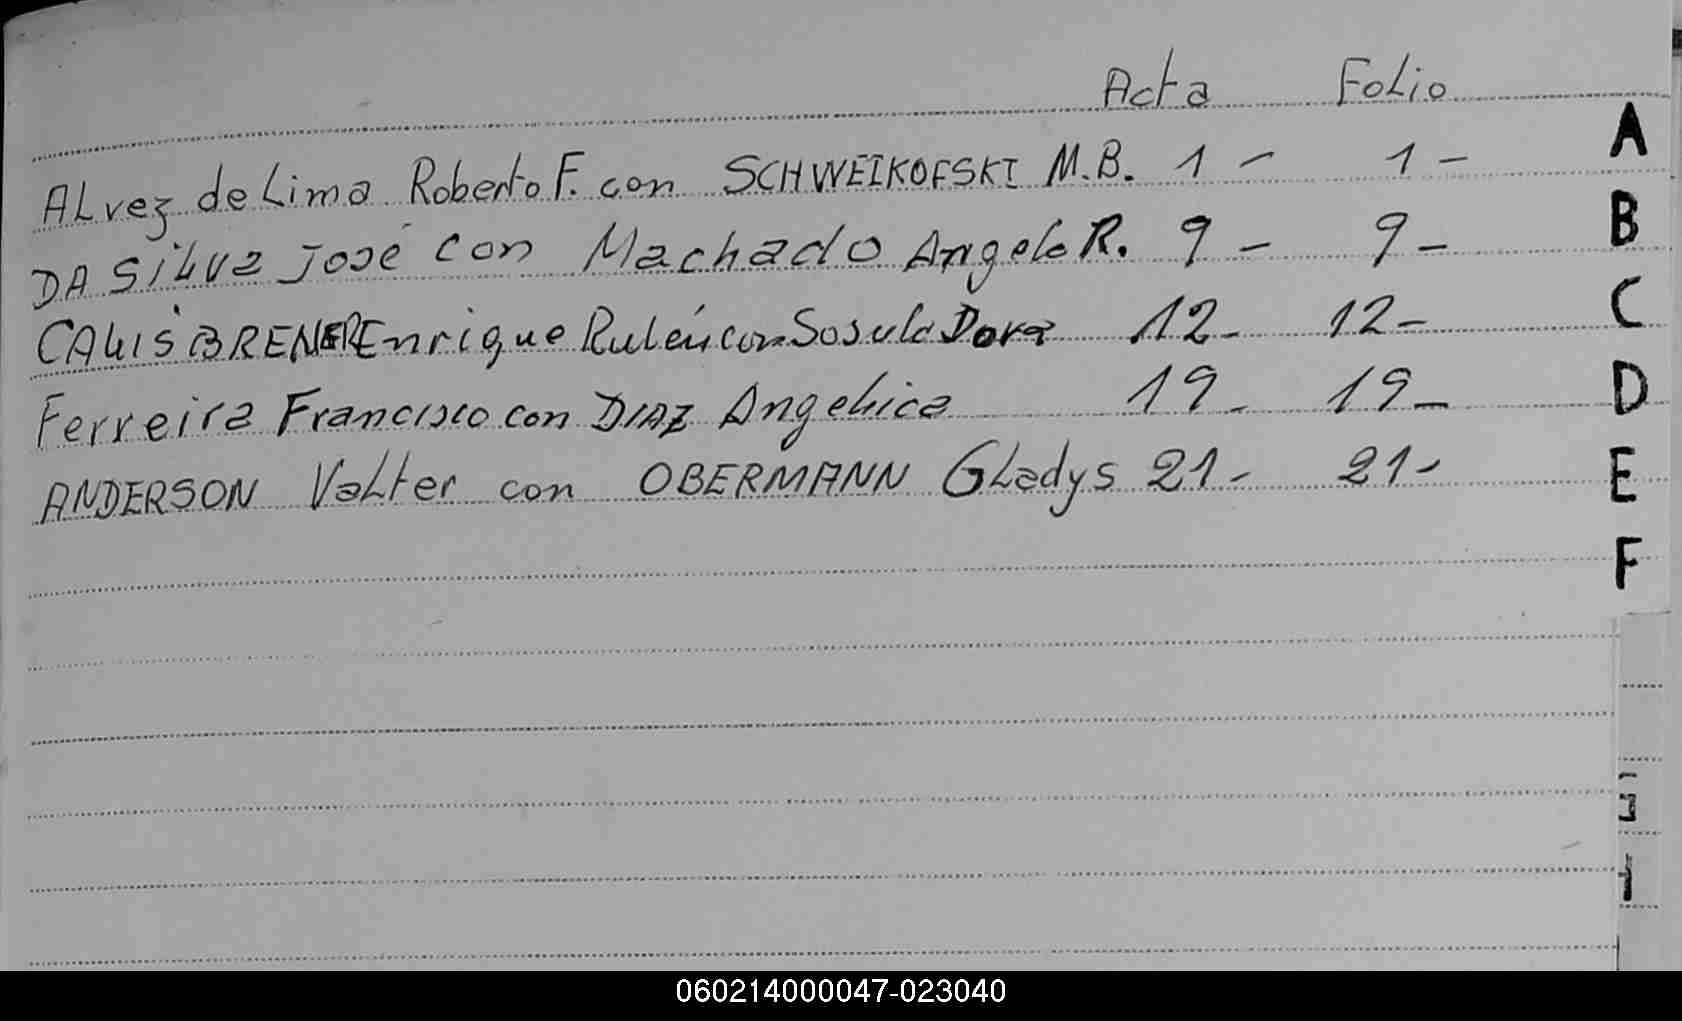 Acta Folio
ALvez de Lima Roberto F. con SCHWEIKOFSKI M.B. 1 - 1 -
DA SiLva José con Machado Angela R. 9 - 9 -
Enrique Rubén con Dora 12 - 12 -
Ferreira Francisco con DIAZ Angelica 19 - 19 -
ANDERSON VaLter con OBERMANN GLadys 21 - 21 -
A
B
C
D
E
F
060214000047-023040